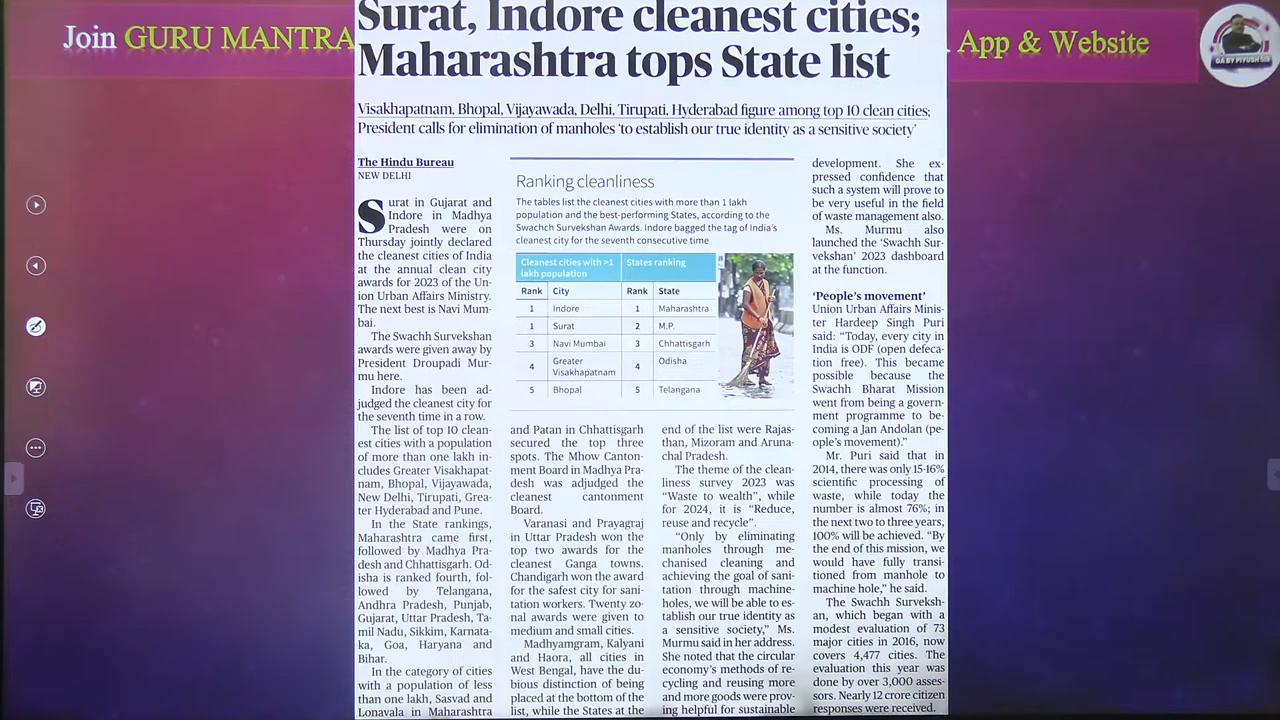 Join GURU MANTRA
App & Website
GA BY PIYUSH SIR
Surat, Indore cleanest cities;
Maharashtra tops State list
Visakhapatnam, Bhopal, Vijayawada, Delhi, Tirupati, Hyderabad figure among top 10 clean cities;
President calls for elimination of manholes ‘to establish our true identity as a sensitive society’
The Hindu Bureau
NEW DELHI
Surat in Gujarat and
Indore in Madhya
Pradesh were on
Thursday jointly declared
the cleanest cities of India
at the annual clean city
awards for 2023 of the Un-
ion Urban Affairs Ministry.
The next best is Navi Mum-
bai.
The Swachh Survekshan
awards were given away by
President Droupadi Mur-
mu here.
Indore has been ad-
judged the cleanest city for
the seventh time in a row.
The list of top 10 clean-
est cities with a population
of more than one lakh in-
cludes Greater Visakhapat-
nam, Bhopal, Vijayawada,
New Delhi, Tirupati, Grea-
ter Hyderabad and Pune.
In the State rankings,
Maharashtra came first,
followed by Madhya Pra-
desh and Chhattisgarh. Od-
isha is ranked fourth, fol-
lowed by Telangana,
Andhra Pradesh, Punjab,
Gujarat, Uttar Pradesh, Ta-
mil Nadu, Sikkim, Karnata-
ka, Goa, Haryana and
Bihar.
In the category of cities
with a population of less
than one lakh, Sasvad and
Lonavala in Maharashtra
Ranking cleanliness
The tables list the cleanest cities with more than 1 lakh
population and the best-performing States, according to the
Swachch Survekshan Awards. Indore bagged the tag of India’s
cleanest city for the seventh consecutive time
Cleanest cities with >1
lakh population
States ranking
Rank City Rank State
1 Indore 1 Maharashtra
1 Surat 2 M.P.
3 Navi Mumbai 3 Chhattisgarh
4 Greater Visakhapatnam 4 Odisha
5 Bhopal 5 Telangana
and Patan in Chhattisgarh
secured the top three
spots. The Mhow Canton-
ment Board in Madhya Pra-
desh was adjudged the
cleanest cantonment
Board.
Varanasi and Prayagraj
in Uttar Pradesh won the
top two awards for the
cleanest Ganga towns.
Chandigarh won the award
for the safest city for sani-
tation workers. Twenty zo-
nal awards were given to
medium and small cities.
Madhyamgram, Kalyani
and Haora, all cities in
West Bengal, have the du-
bious distinction of being
placed at the bottom of the
list, while the States at the
end of the list were Rajas-
than, Mizoram and Aruna-
chal Pradesh.
The theme of the clean-
liness survey 2023 was
“Waste to wealth”, while
for 2024, it is “Reduce,
reuse and recycle”.
“Only by eliminating
manholes through me-
chanised cleaning and
achieving the goal of sani-
tation through machine-
holes, we will be able to es-
tablish our true identity as
a sensitive society,” Ms.
Murmu said in her address.
She noted that the circular
economy’s methods of re-
cycling and reusing more
and more goods were prov-
ing helpful for sustainable
development. She ex-
pressed confidence that
such a system will prove to
be very useful in the field
of waste management also.
Ms. Murmu also
launched the ‘Swachh Sur-
vekshan’ 2023 dashboard
at the function.
‘People’s movement’
Union Urban Affairs Minis-
ter Hardeep Singh Puri
said: “Today, every city in
India is ODF (open defeca-
tion free). This became
possible because the
Swachh Bharat Mission
went from being a govern-
ment programme to be-
coming a Jan Andolan (pe-
ople’s movement).”
Mr. Puri said that in
2014, there was only 15-16%
scientific processing of
waste, while today the
number is almost 76%; in
the next two to three years,
100% will be achieved. “By
the end of this mission, we
would have fully transi-
tioned from manhole to
machine hole,” he said.
The Swachh Surveksh-
an, which began with a
modest evaluation of 73
major cities in 2016, now
covers 4,477 cities. The
evaluation this year was
done by over 3,000 asses-
sors. Nearly 12 crore citizen
responses were received.